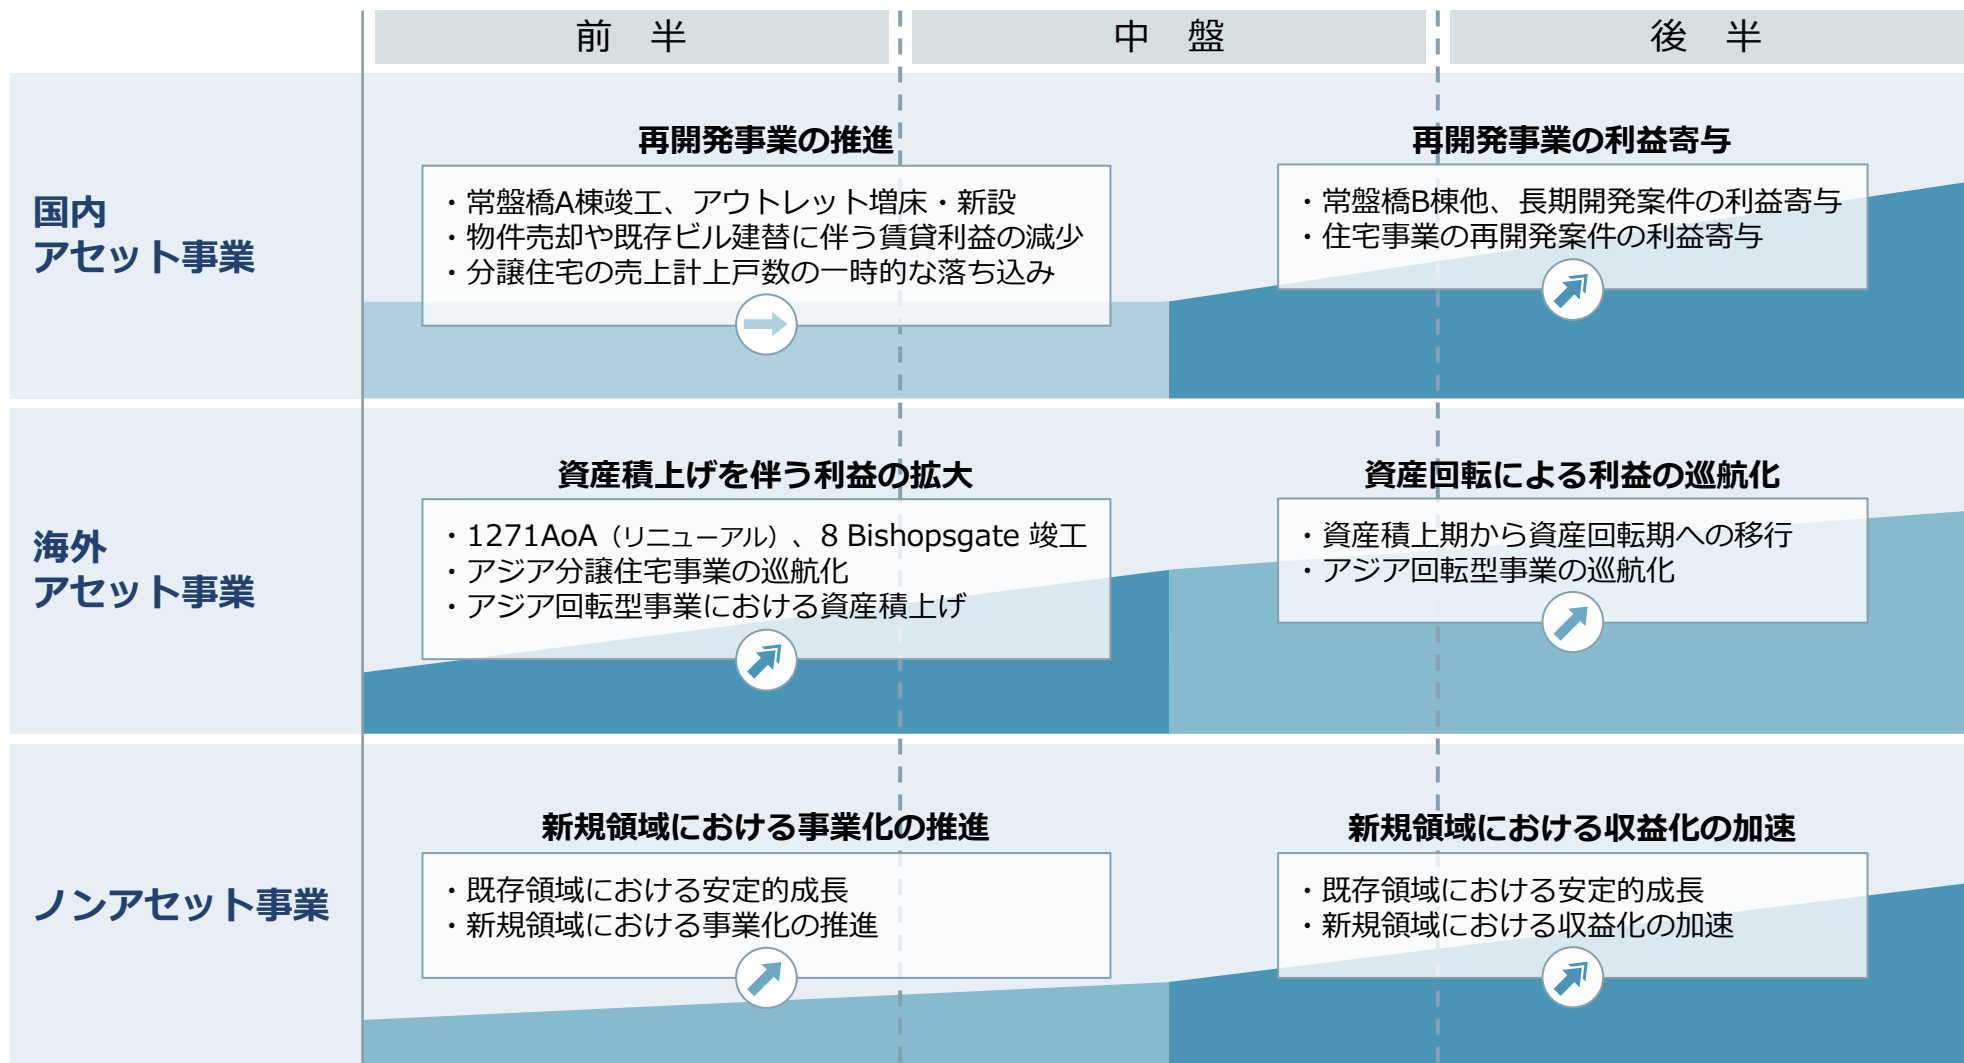 前　半
中　盤
後　半
国内
アセット事業
再開発事業の推進
・常盤橋A棟竣工、アウトレット増床・新設
・物件売却や既存ビル建替に伴う賃貸利益の減少
・分譲住宅の売上計上戸数の一時的な落ち込み
再開発事業の利益寄与
・常盤橋B棟他、長期開発案件の利益寄与
・住宅事業の再開発案件の利益寄与
海外
アセット事業
資産積上げを伴う利益の拡大
・1271AoA（リニューアル）、8 Bishopsgate 竣工
・アジア分譲住宅事業の巡航化
・アジア回転型事業における資産積上げ
資産回転による利益の巡航化
・資産積上期から資産回転期への移行
・アジア回転型事業の巡航化
ノンアセット事業
新規領域における事業化の推進
・既存領域における安定的成長
・新規領域における事業化の推進
新規領域における収益化の加速
・既存領域における安定的成長
・新規領域における収益化の加速